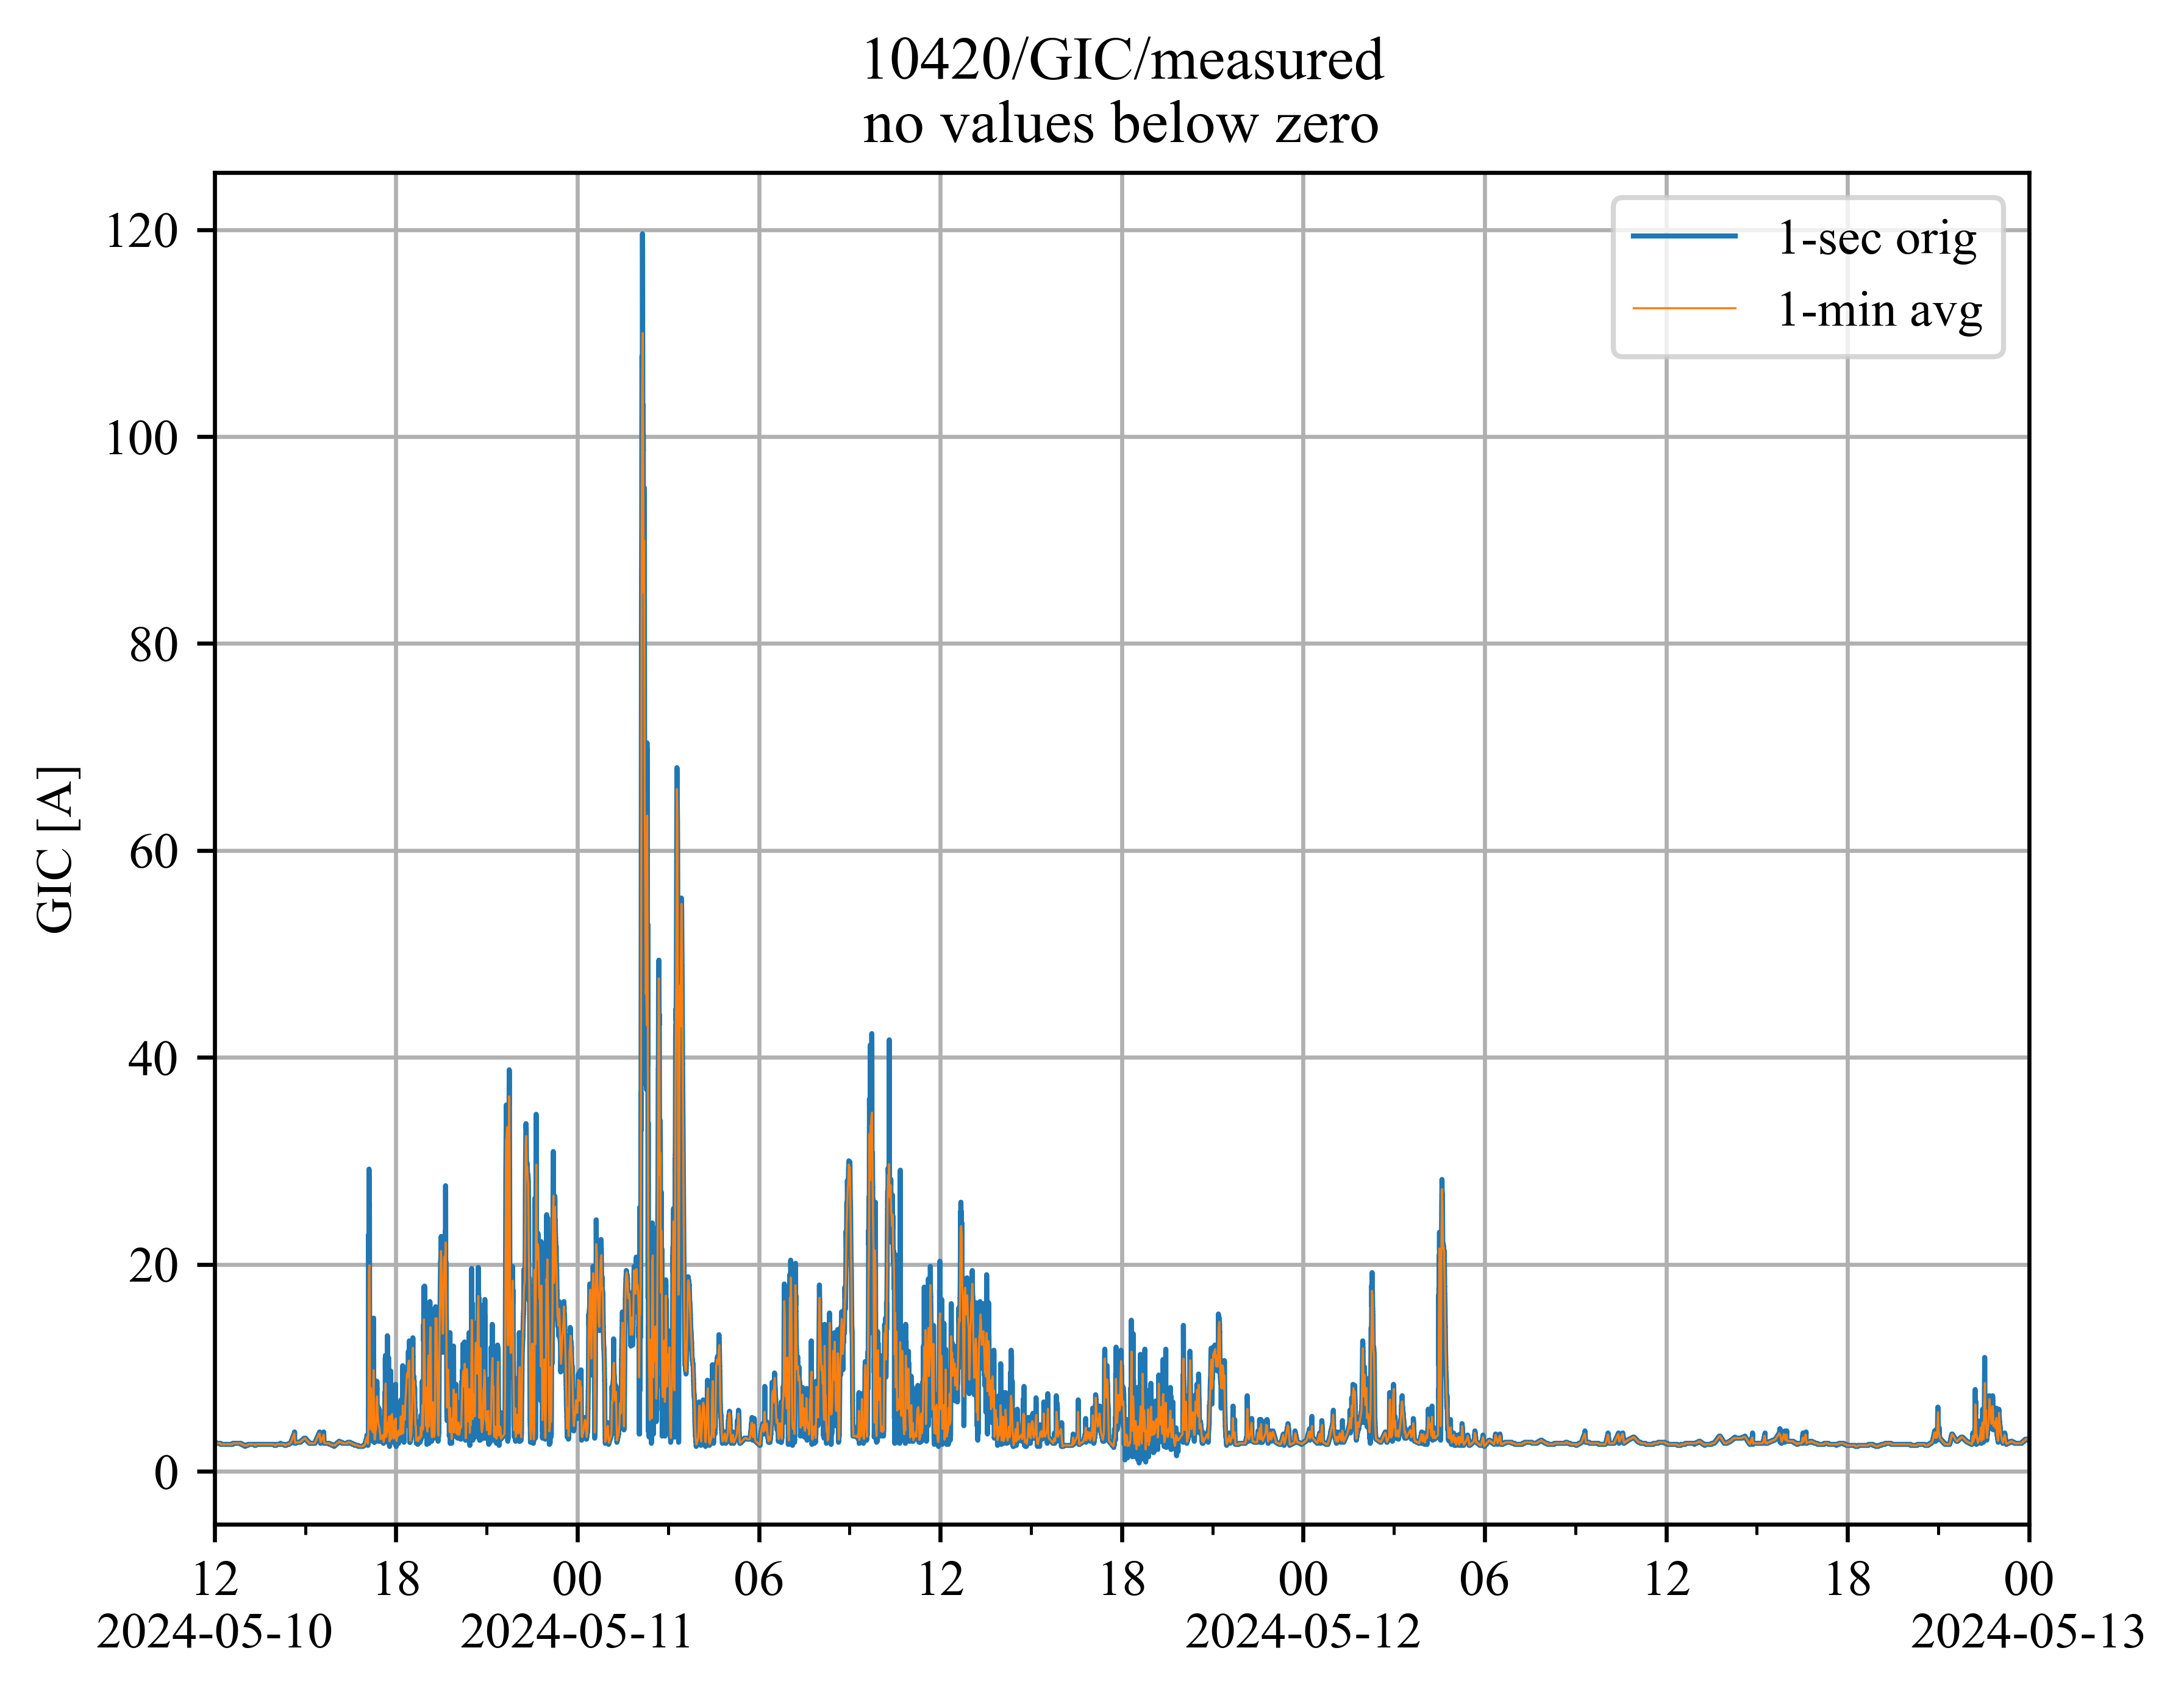 10420/GIC/measured
no values below zero
1-sec orig
1-min avg
GIC [A]
120
100
80
60
40
20
0
12 18 00 06 12 18 00 06 12 18 00
2024-05-10 2024-05-11 2024-05-12 2024-05-13